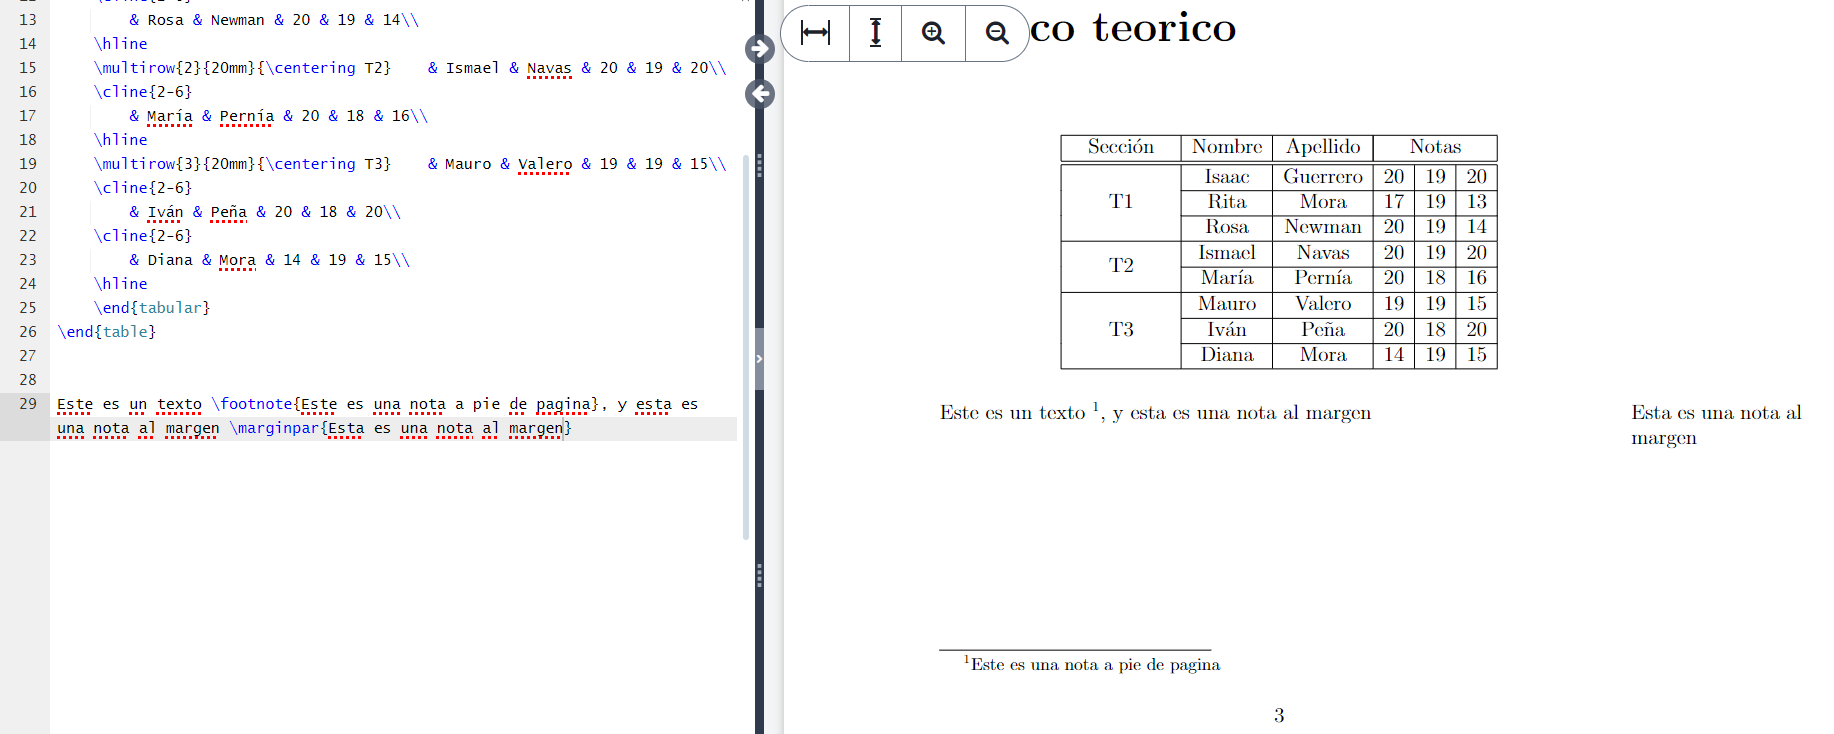 13 & Rosa & Newman & 20 & 19 & 14\\
14 \hline
15 \multirow{2}{20mm}{\centering T2} & Ismael & Navas & 20 & 19 & 20\\
16 \cline{2-6}
17 & María & Pernía & 20 & 18 & 16\\
18 \hline
19 \multirow{3}{20mm}{\centering T3} & Mauro & Valero & 19 & 19 & 15\\
20 \cline{2-6}
21 & Iván & Peña & 20 & 18 & 20\\
22 \cline{2-6}
23 & Diana & Mora & 14 & 19 & 15\\
24 \hline
25 \end{tabular}
26 \end{table}
27
28
29 Este es un texto \footnote{Este es una nota a pie de pagina}, y esta es
una nota al margen \marginpar{Esta es una nota al margen}
co teorico
Sección Nombre Apellido Notas
T1 Isaac Guerrero 20 19 20
Rita Mora 17 19 13
Rosa Newman 20 19 14
T2 Ismael Navas 20 19 20
María Pernía 20 18 16
T3 Mauro Valero 19 19 15
Iván Peña 20 18 20
Diana Mora 14 19 15
Este es un texto 1, y esta es una nota al margen
Esta es una nota al
margen
1Este es una nota a pie de pagina
3